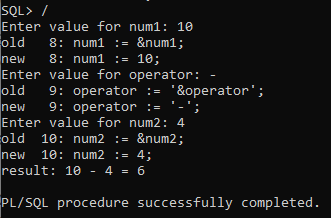 SQL> /
Enter value for num1: 10
old   8: num1 := &num1;
new   8: num1 := 10;
Enter value for operator: -
old   9: operator := '&operator';
new   9: operator := '-';
Enter value for num2: 4
old  10: num2 := &num2;
new  10: num2 := 4;
result: 10 - 4 = 6
PL/SQL procedure successfully completed.